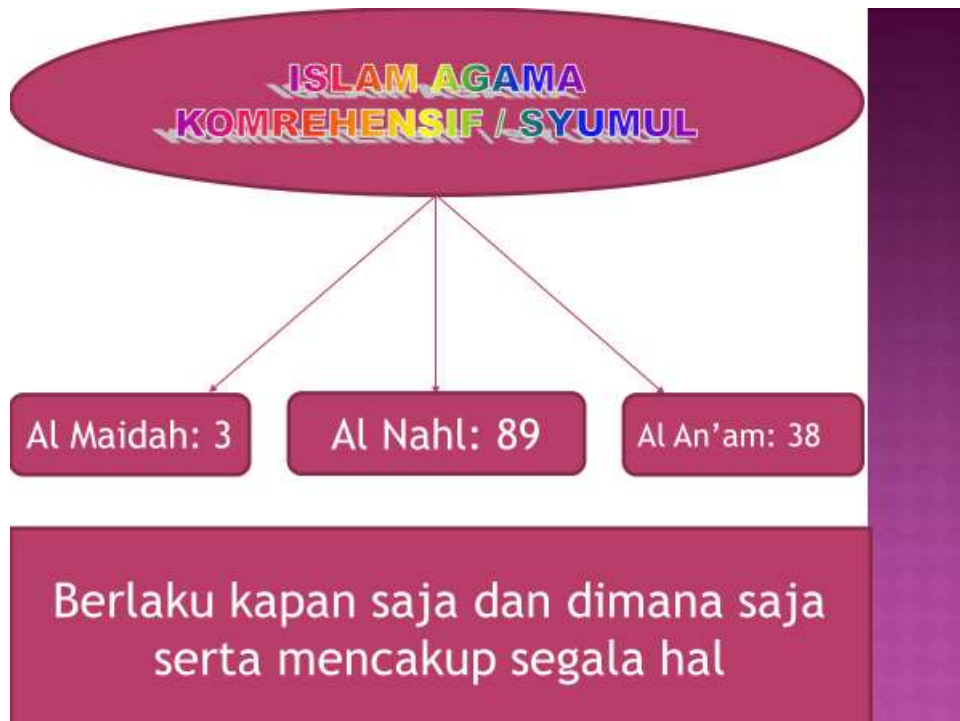 ISLAM AGAMA
KOMREHENSIF / SYUMUL
Al Maidah: 3
Al Nahl: 89
Al An’am: 38
Berlaku kapan saja dan dimana saja
serta mencakup segala hal